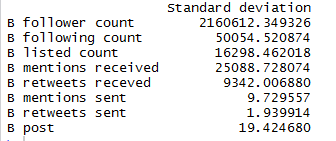 Standard deviation
B follower count 2160612.349326
B following count 50054.520874
B listed count 16298.462018
B mentions received 25088.728074
B retweets receved 9342.006880
B mentions sent 9.729557
B retweets sent 1.939914
B post 19.424680